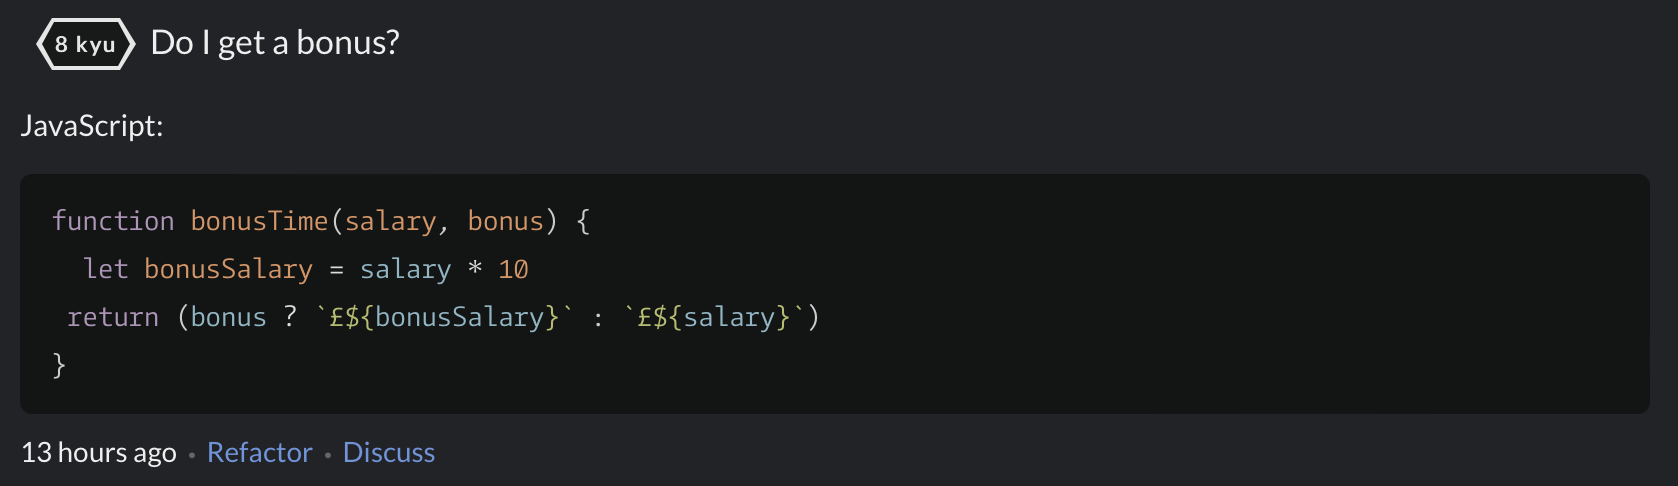 8 kyu Do I get a bonus?
JavaScript:
function bonusTime(salary, bonus) {
  let bonusSalary = salary * 10
 return (bonus ? `£${bonusSalary}` : `£${salary}`)
}
13 hours ago • Refactor • Discuss